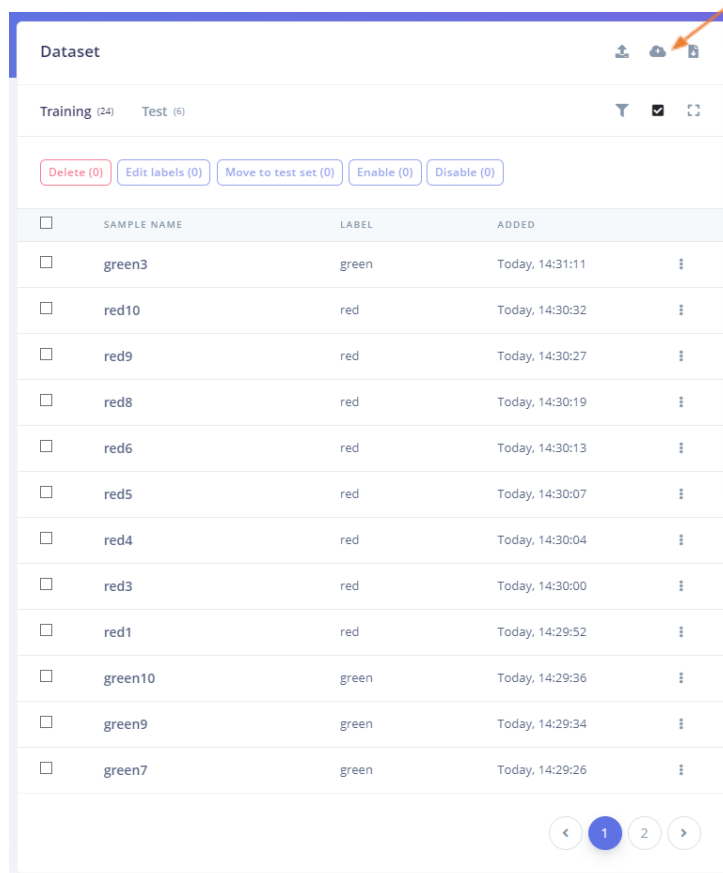 Dataset
Training (24) Test (6)
Delete (0) Edit labels (0) Move to test set (0) Enable (0) Disable (0)
SAMPLE NAME LABEL ADDED
green3 green Today, 14:31:11
red10 red Today, 14:30:32
red9 red Today, 14:30:27
red8 red Today, 14:30:19
red6 red Today, 14:30:13
red5 red Today, 14:30:07
red4 red Today, 14:30:04
red3 red Today, 14:30:00
red1 red Today, 14:29:52
green10 green Today, 14:29:36
green9 green Today, 14:29:34
green7 green Today, 14:29:26
1 2